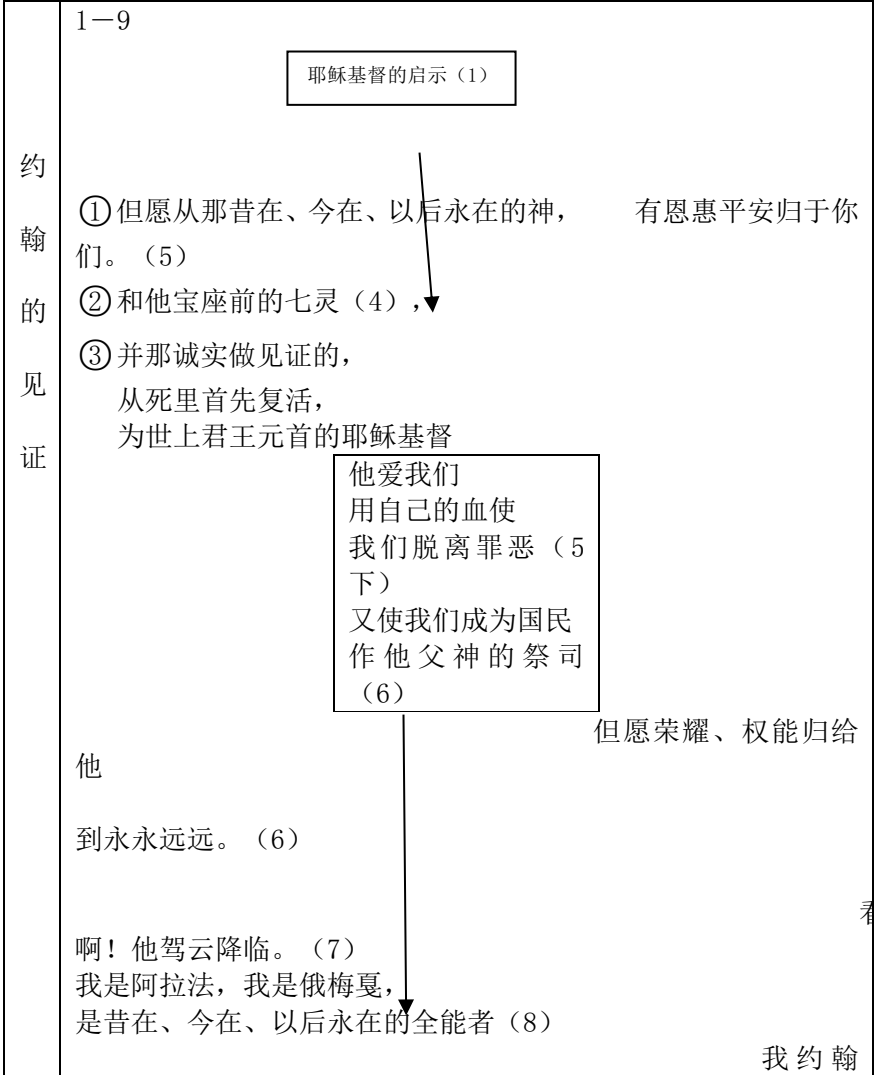 约
翰
的
见
证
1－9
耶稣基督的启示（1）
①但愿从那昔在、今在、以后永在的神，　　有恩惠平安归于你
们。（5）
②和他宝座前的七灵（4），
③并那诚实做见证的，
从死里首先复活，
为世上君王元首的耶稣基督
他爱我们
用自己的血使
我们脱离罪恶（5
下）
又使我们成为国民
作他父神的祭司
（6）
但愿荣耀、权能归给
他
到永永远远。（6）
啊！他驾云降临。（7）
我是阿拉法，我是俄梅戛，
是昔在、今在、以后永在的全能者（8）
我约翰